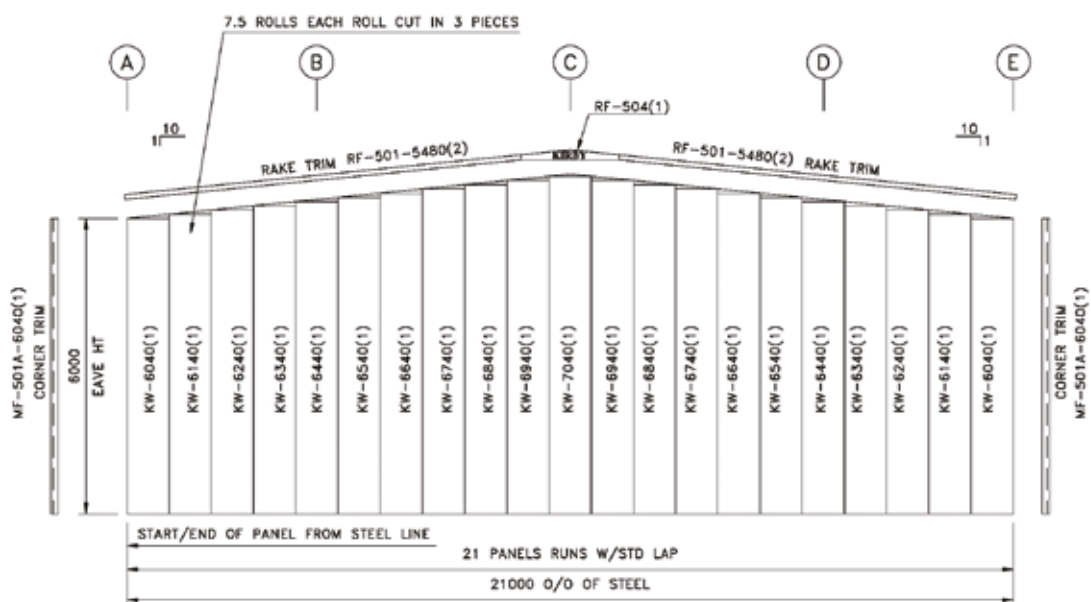 7.5 ROLLS EACH ROLL CUT IN 3 PIECES
A
B
C
D
E
RF-504(1)
10
1
10
1
RAKE TRIM RF-501-5480(2)
KIRBY
RF-501-5480(2) RAKE TRIM
MF-501A-6040(1)
CORNER TRIM
6000
EAVE HT
KW-6040(1)
KW-6140(1)
KW-6240(1)
KW-6340(1)
KW-6440(1)
KW-6540(1)
KW-6640(1)
KW-6740(1)
KW-6840(1)
KW-6940(1)
KW-7040(1)
KW-6940(1)
KW-6840(1)
KW-6740(1)
KW-6640(1)
KW-6540(1)
KW-6440(1)
KW-6340(1)
KW-6240(1)
KW-6140(1)
KW-6040(1)
CORNER TRIM
MF-501A-6040(1)
START/END OF PANEL FROM STEEL LINE
21 PANELS RUNS W/STD LAP
21000 O/O OF STEEL